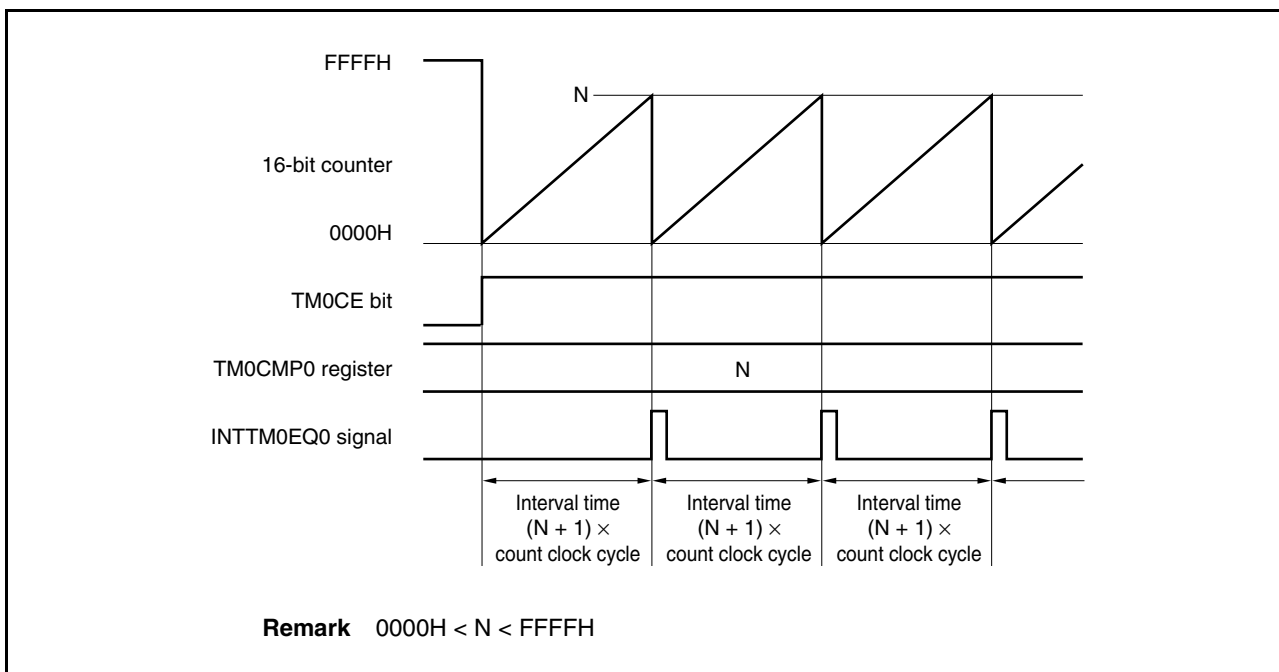 FFFFH
N
16-bit counter
0000H
TM0CE bit
TM0CMP0 register
N
INTTM0EQ0 signal
Interval time
(N + 1) ×
count clock cycle
Interval time
(N + 1) ×
count clock cycle
Interval time
(N + 1) ×
count clock cycle
Remark 0000H < N < FFFFH